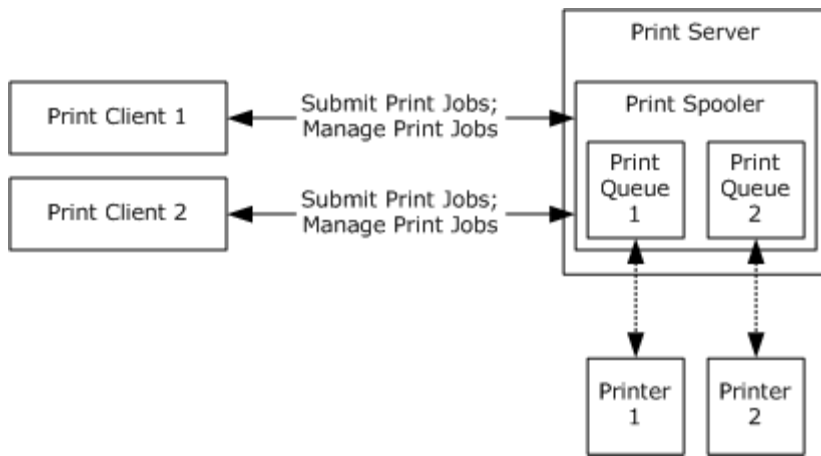 Print Server
Print Client 1
Submit Print Jobs;
Manage Print Jobs
Print Spooler
Print
Queue
1
Print
Queue
2
Print Client 2
Submit Print Jobs;
Manage Print Jobs
Printer
1
Printer
2